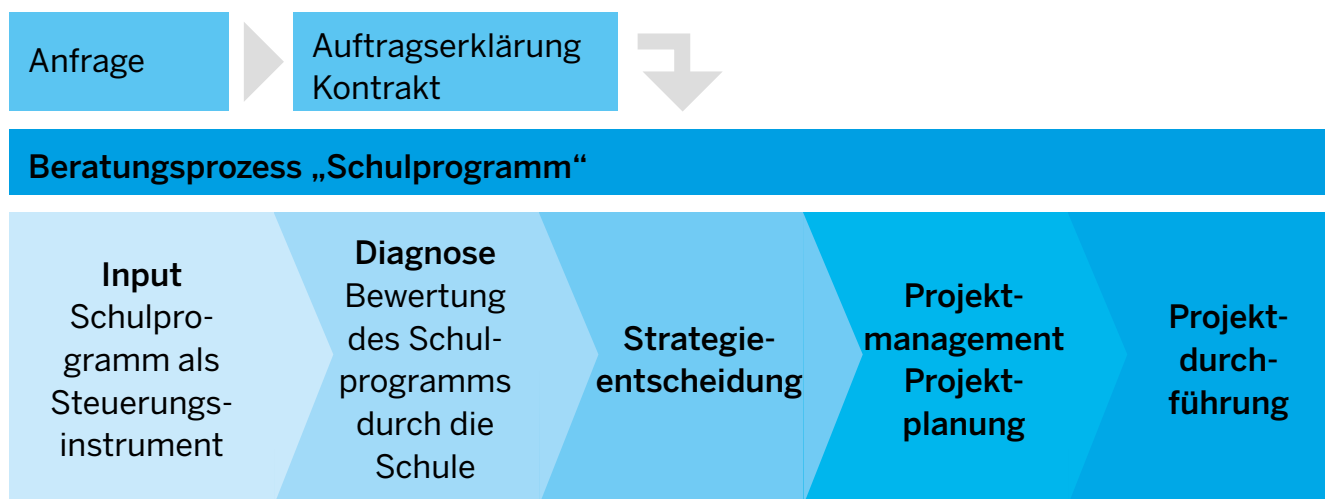 Anfrage
Auftragserklärung
Kontrakt
Beratungsprozess „Schulprogramm“
Input
Schulpro-
gramm als
Steuerungs-
instrument
Diagnose
Bewertung
des Schul-
programms
durch die
Schule
Strategie-
entscheidung
Projekt-
management
Projekt-
planung
Projekt-
durch-
führung